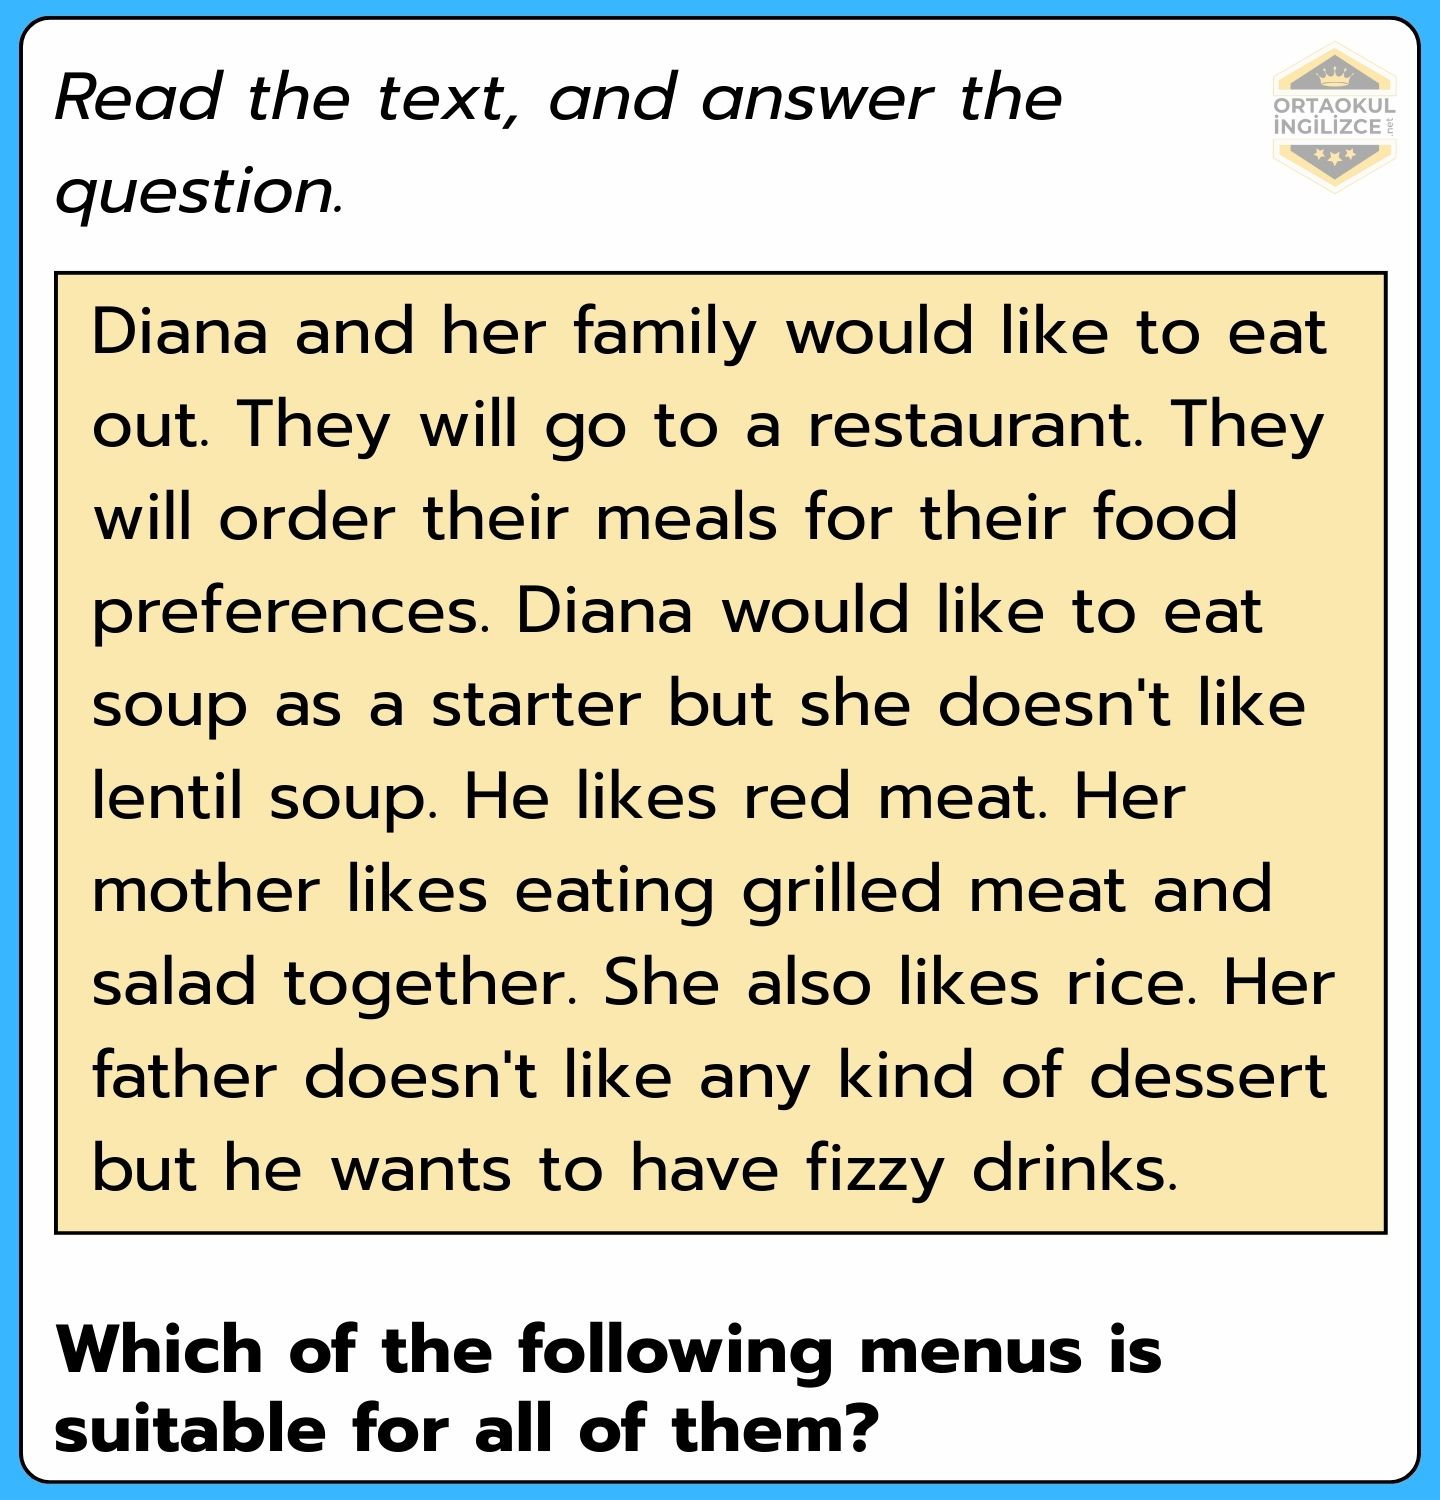 Read the text, and answer the
question.
ORTAOKUL
İNGİLİZCE .net
Diana and her family would like to eat
out. They will go to a restaurant. They
will order their meals for their food
preferences. Diana would like to eat
soup as a starter but she doesn't like
lentil soup. He likes red meat. Her
mother likes eating grilled meat and
salad together. She also likes rice. Her
father doesn't like any kind of dessert
but he wants to have fizzy drinks.
Which of the following menus is
suitable for all of them?